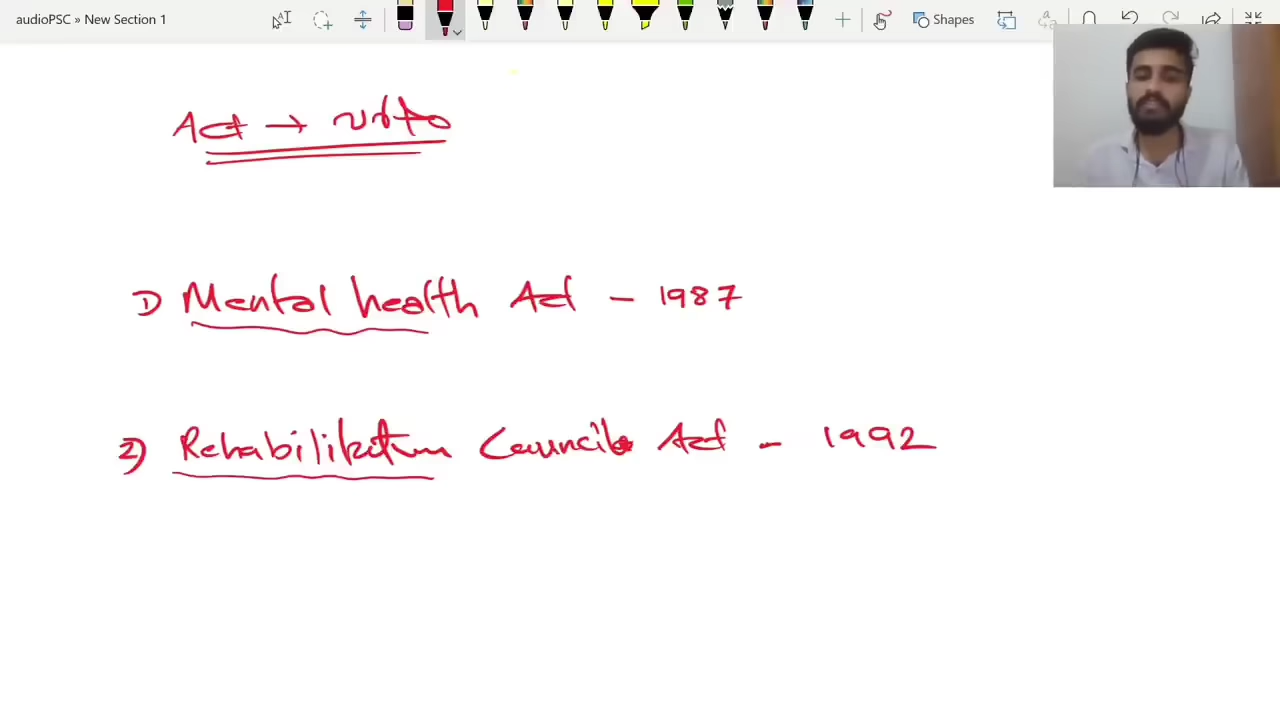 audioPSC » New Section 1
Shapes
Act →
1) Mental health Act - 1987
2) Rehabilitation Council Act - 1992